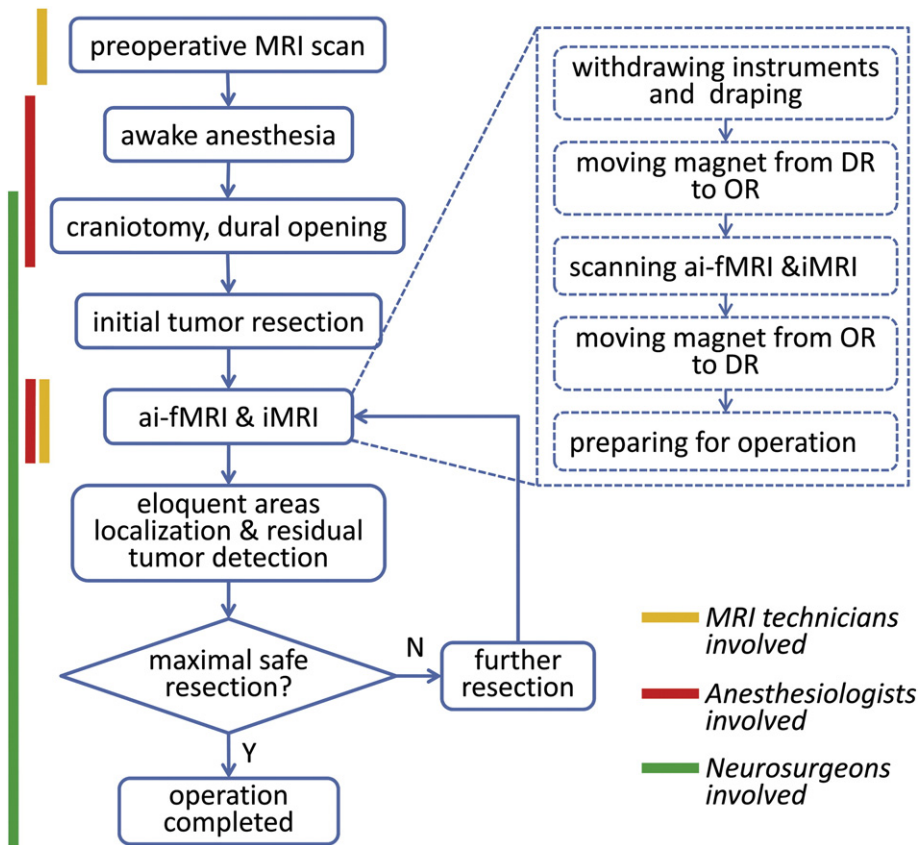 preoperative MRI scan
awake anesthesia
craniotomy, dural opening
initial tumor resection
ai-fMRI & iMRI
eloquent areas
localization & residual
tumor detection
maximal safe
resection?
N
further
resection
Y
operation
completed
withdrawing instruments
and draping
moving magnet from DR
to OR
scanning ai-fMRI &iMRI
moving magnet from OR
to DR
preparing for operation
MRI technicians
involved
Anesthesiologists
involved
Neurosurgeons
involved